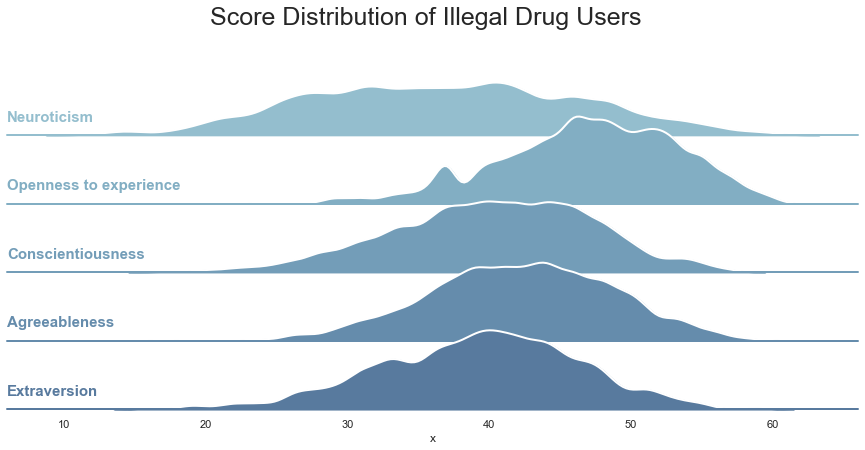 Score Distribution of Illegal Drug Users
Neuroticism
Openness to experience
Conscientiousness
Agreeableness
Extraversion
10 20 30 40 50 60
x